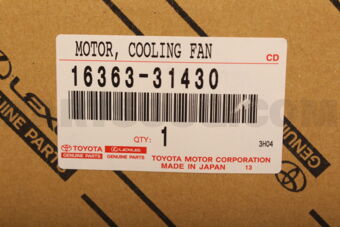 MOTOR, COOLING FAN
CD
16363-31430
QTY:
1
3H04
TOYOTA LEXUS
GENUINE PARTS GENUINE PARTS
TOYOTA MOTOR CORPORATION
MADE IN JAPAN 13
LEXUS